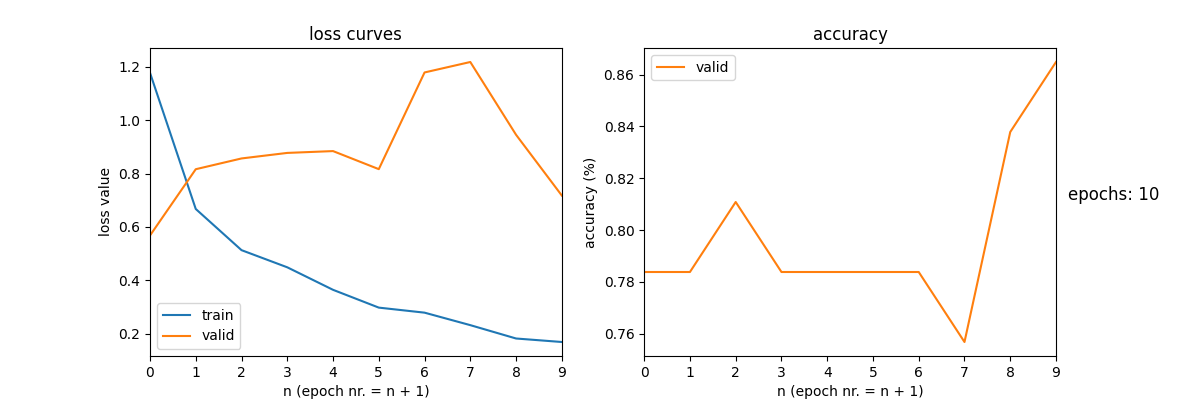 loss curves
loss value
1.2
1.0
0.8
0.6
0.4
0.2
train
valid
0 1 2 3 4 5 6 7 8 9
n (epoch nr. = n + 1)
accuracy
accuracy (%)
0.86
0.84
0.82
0.80
0.78
0.76
valid
0 1 2 3 4 5 6 7 8 9
n (epoch nr. = n + 1)
epochs: 10